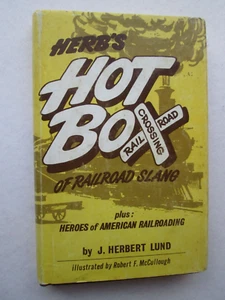 HERB'S
HOT
BOX
RAIL ROAD
CROSSING
OF RAILROAD SLANG
plus:
HEROES of AMERICAN RAILROADING
by J. HERBERT LUND
illustrated by Robert F. McCullough